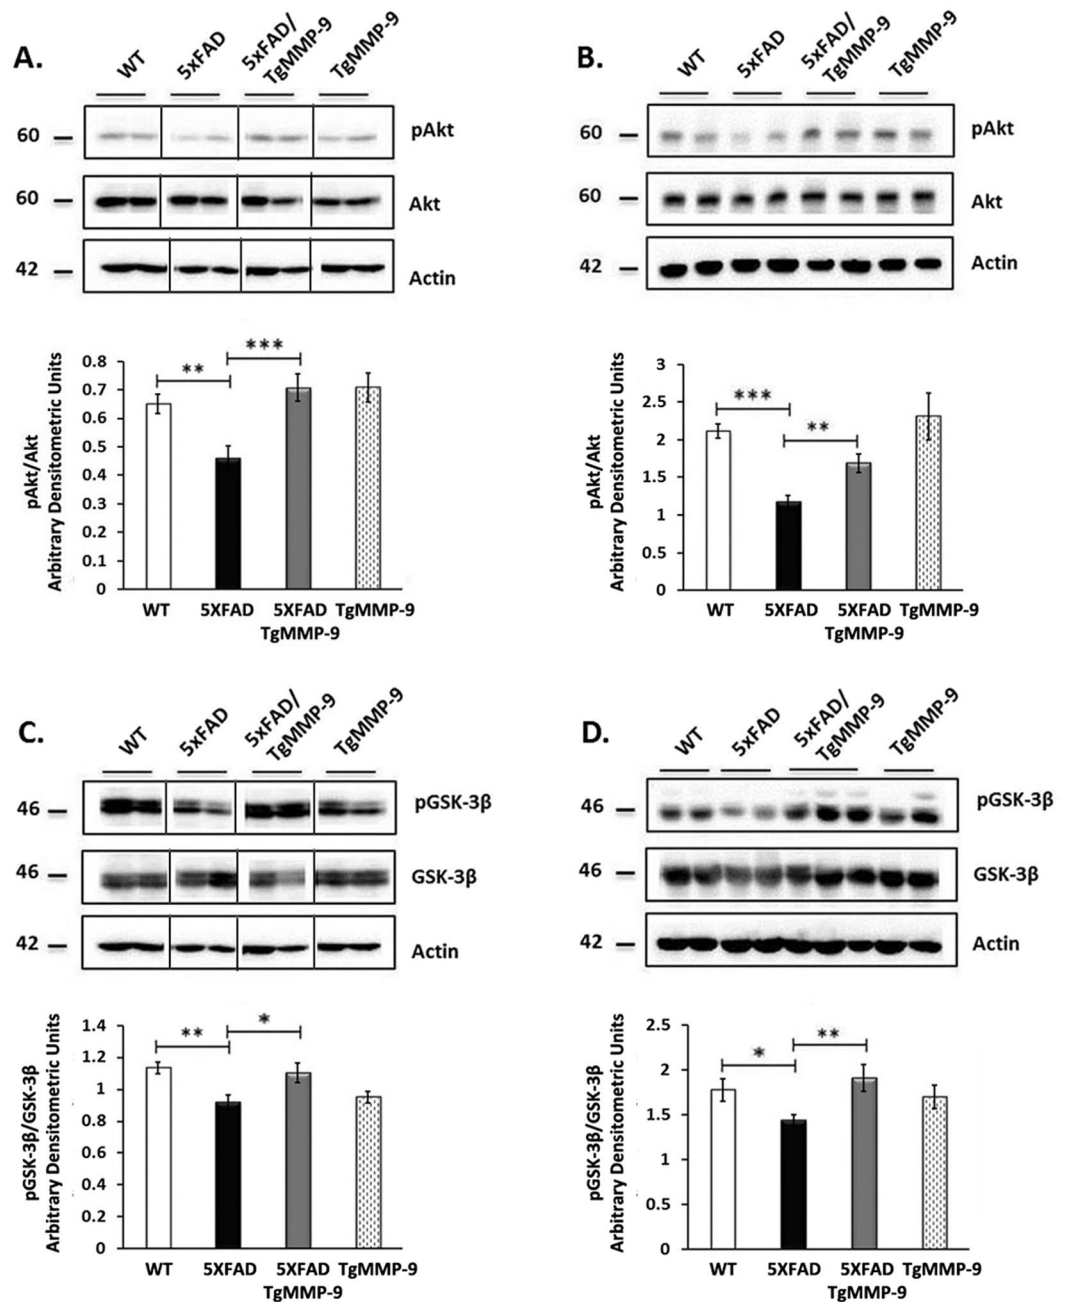 A.
WT
5xFAD
5xFAD/
TgMMP-9
TgMMP-9
60
pAkt
60
Akt
42
Actin
pAkt/Akt
Arbitrary Densitometric Units
0.8
0.7
0.6
0.5
0.4
0.3
0.2
0.1
0
**
***
WT
5XFAD
5XFAD
TgMMP-9
TgMMP-9
B.
WT
5xFAD
5xFAD/
TgMMP-9
TgMMP-9
60
pAkt
60
Akt
42
Actin
pAkt/Akt
Arbitrary Densitometric Units
3
2.5
2
1.5
1
0.5
0
***
**
WT
5XFAD
5XFAD
TgMMP-9
TgMMP-9
C.
WT
5xFAD
5xFAD/
TgMMP-9
TgMMP-9
46
pGSK-3β
46
GSK-3β
42
Actin
pGSK-3β/GSK-3β
Arbitrary Densitometric Units
1.4
1.2
1
0.8
0.6
0.4
0.2
0
**
*
WT
5XFAD
5XFAD
TgMMP-9
TgMMP-9
D.
WT
5xFAD
5xFAD/
TgMMP-9
TgMMP-9
46
pGSK-3β
46
GSK-3β
42
Actin
pGSK-3β/GSK-3β
Arbitrary Densitometric Units
2.5
2
1.5
1
0.5
0
*
**
WT
5XFAD
5XFAD
TgMMP-9
TgMMP-9